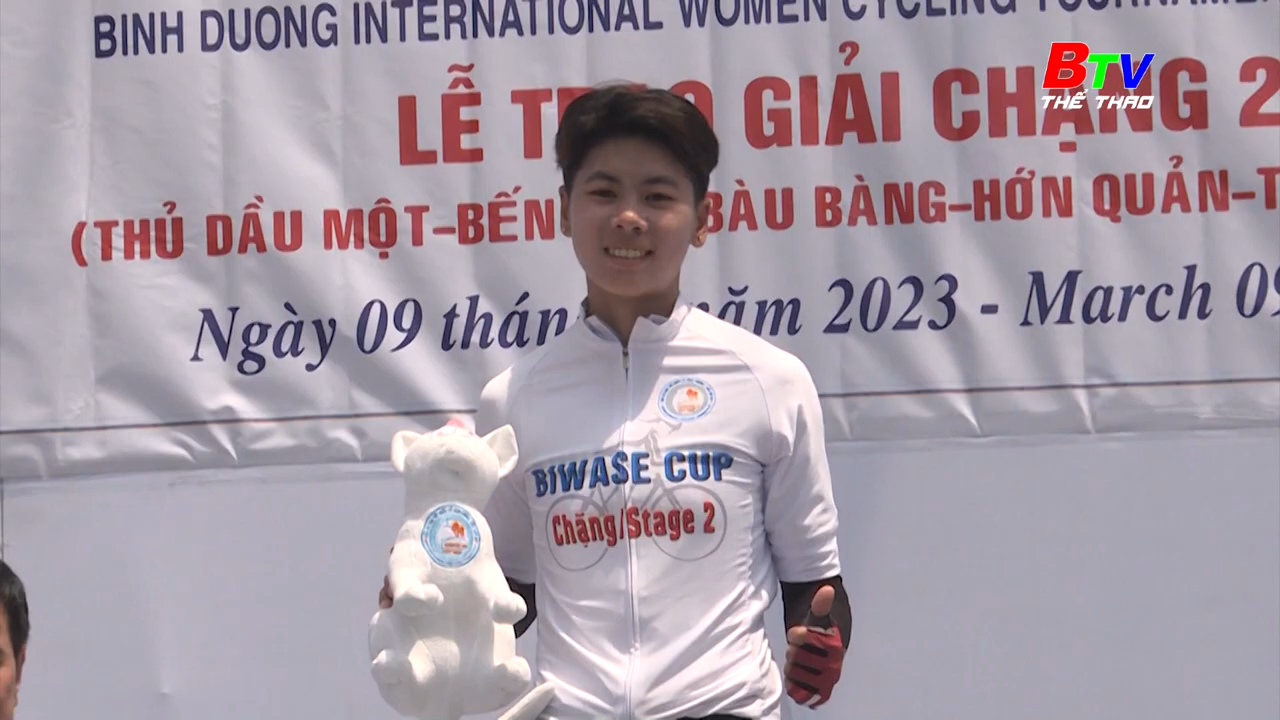 BINH DUONG INTERNATIONAL WOMEN CYCLING
BTV
THỂ THAO
LỄ GIẢI CHẶNG 2
(THỦ DẦU MỘT-BẾN BÀU BÀNG-HỚN QUẢN-T
Ngày 09 năm 2023 - March 09
BIWASE CUP
Chặng/Stage 2